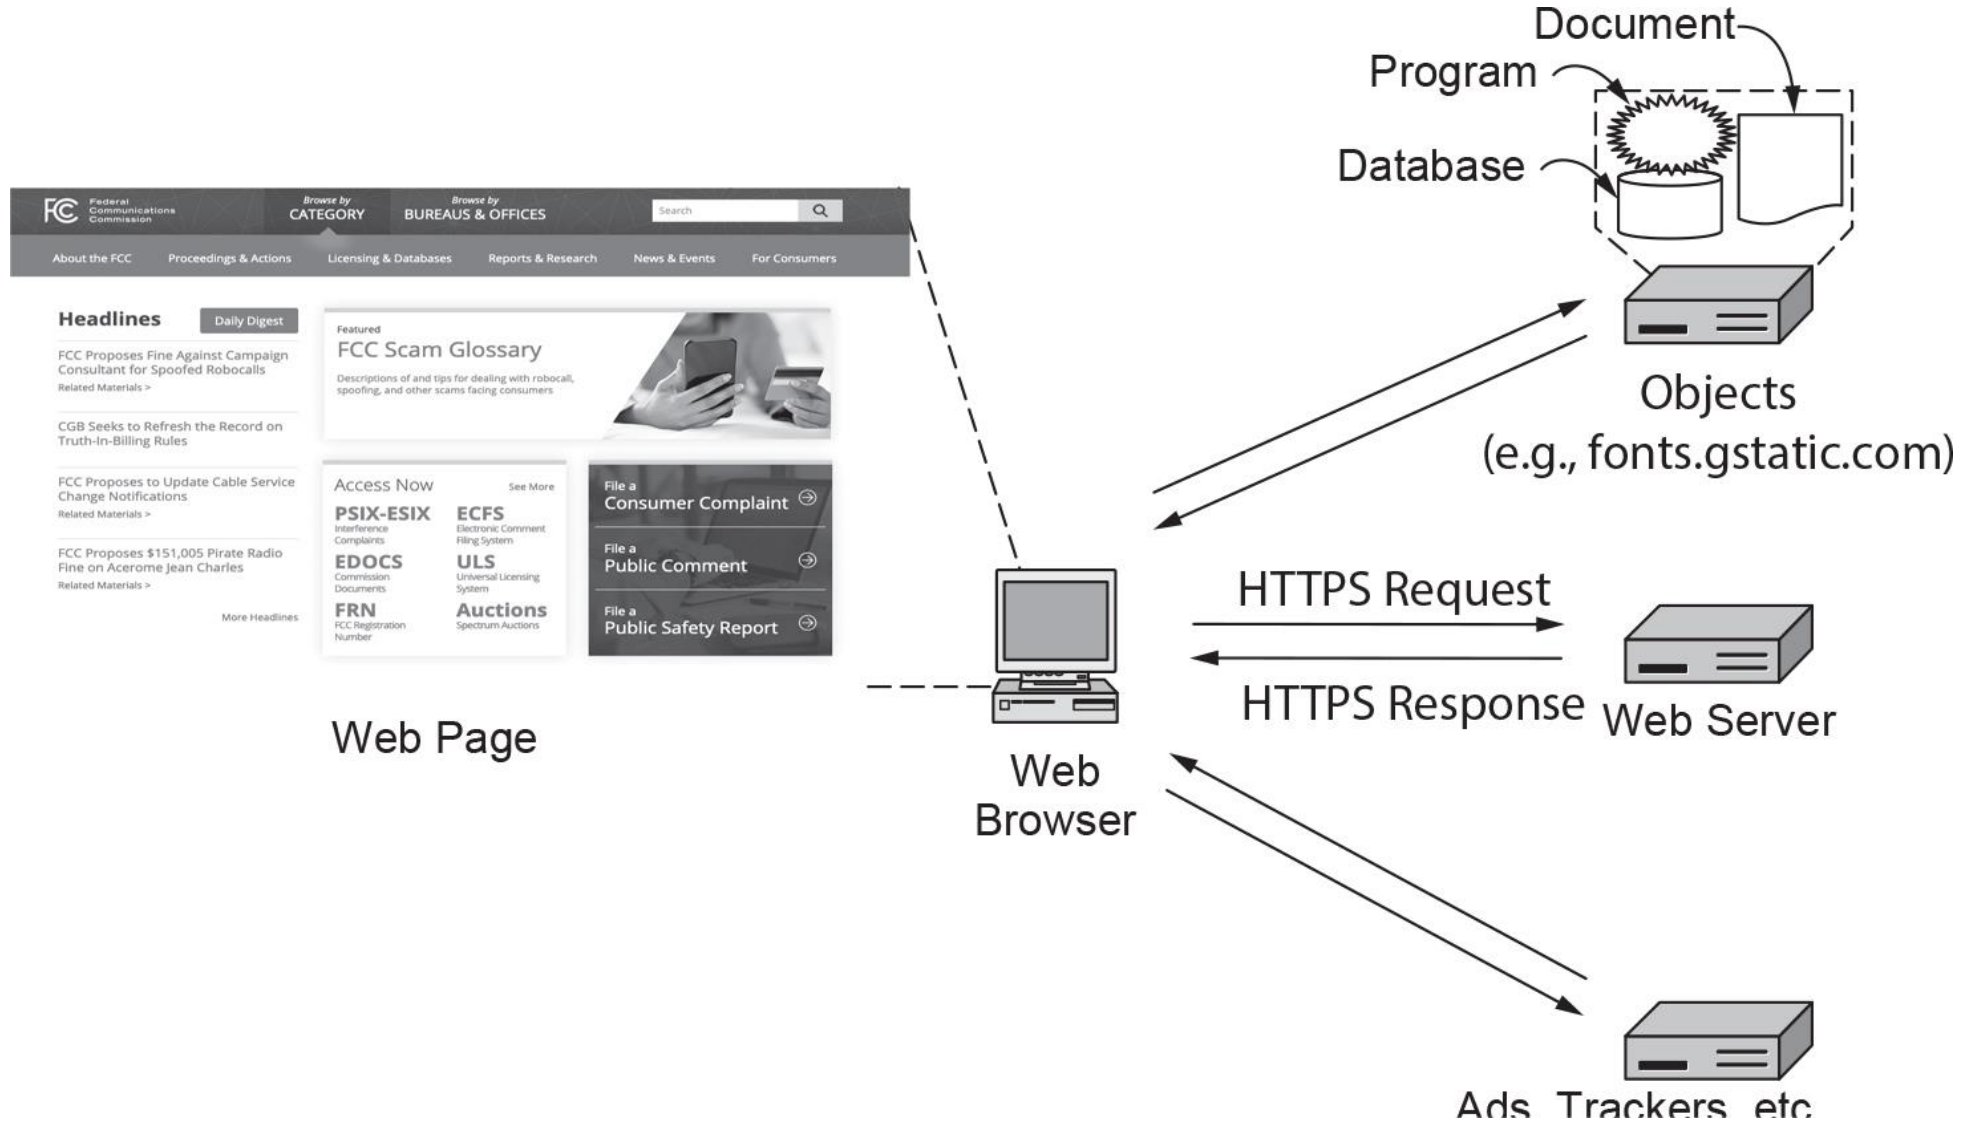 Document
Program
Database
FCC
Federal
Communications
Commission
Browse by
CATEGORY
Browse by
BUREAUS & OFFICES
Search
About the FCC
Proceedings & Actions
Licensing & Databases
Reports & Research
News & Events
For Consumers
Headlines
Daily Digest
FCC Proposes Fine Against Campaign
Consultant for Spoofed Robocalls
Related Materials >
CGB Seeks to Refresh the Record on
Truth-In-Billing Rules
FCC Proposes to Update Cable Service
Change Notifications
Related Materials >
FCC Proposes $151,005 Pirate Radio
Fine on Acerome Jean Charles
Related Materials >
More Headlines
Featured
FCC Scam Glossary
Descriptions of and tips for dealing with robocall,
spoofing, and other scams facing consumers
Access Now
See More
PSIX-ESIX
Interference
Complaints
ECFS
Electronic Comment
Filing System
EDOCS
Commission
Documents
ULS
Universal Licensing
System
FRN
FCC Registration
Number
Auctions
Spectrum Auctions
File a
Consumer Complaint
File a
Public Comment
File a
Public Safety Report
Web Page
Web
Browser
Objects
(e.g., fonts.gstatic.com)
HTTPS Request
HTTPS Response
Web Server
Ads, Trackers, etc